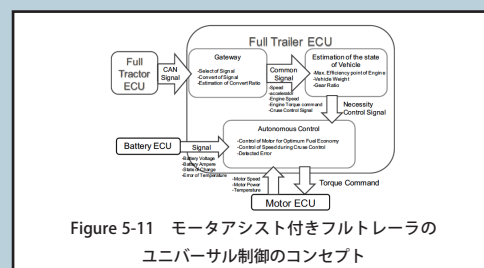 Full Trailer ECU
Full
Tractor
ECU
CAN
Signal
Gateway
-Select of Signal
-Convert of Signal
-Estimation of Convert Ratio
Common
Signal
-Speed
-accelerator
-Engine Speed
-Engine Torque command
-Cruse Control Signal
Estimation of the state
of Vehicle
-Max. Efficiency point of Engine
-Vehicle Weight
-Gear Ratio
Necessity
Control Signal
Autonomous Control
-Control of Motor for Optimum Fuel Economy
-Control of Speed during Cruse Control
-Detected Error
Battery ECU
Signal
-Battery Voltage
-Battery Ampere
-State of Charge
-Error of Temperature
-Motor Speed
-Motor Power
-Temperature
Torque Command
Motor ECU
Figure 5-11 モータアシスト付きフルトレーラの
ユニバーサル制御のコンセプト